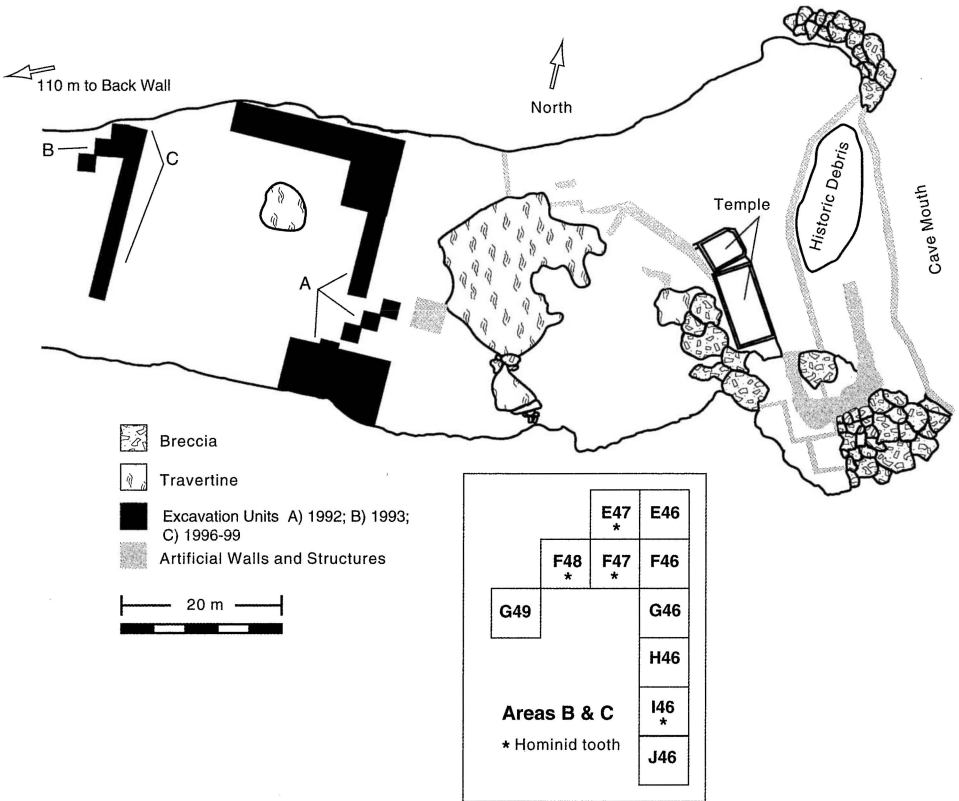 110 m to Back Wall
North
B
C
A
Temple
Historic Debris
Cave Mouth
Breccia
Travertine
Excavation Units A) 1992; B) 1993;
C) 1996-99
Artificial Walls and Structures
20 m
E47 E46
*
F48 F47 F46
* *
G49 G46
H46
I46
*
J46
Areas B & C
* Hominid tooth